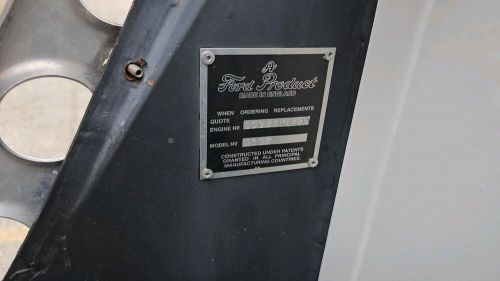 A
Ford Product
MADE IN ENGLAND
WHEN ORDERING REPLACEMENTS
QUOTE
ENGINE Nº
MODEL Nº
CONSTRUCTED UNDER PATENTS
GRANTED IN ALL PRINCIPAL
MANUFACTURING COUNTRIES.